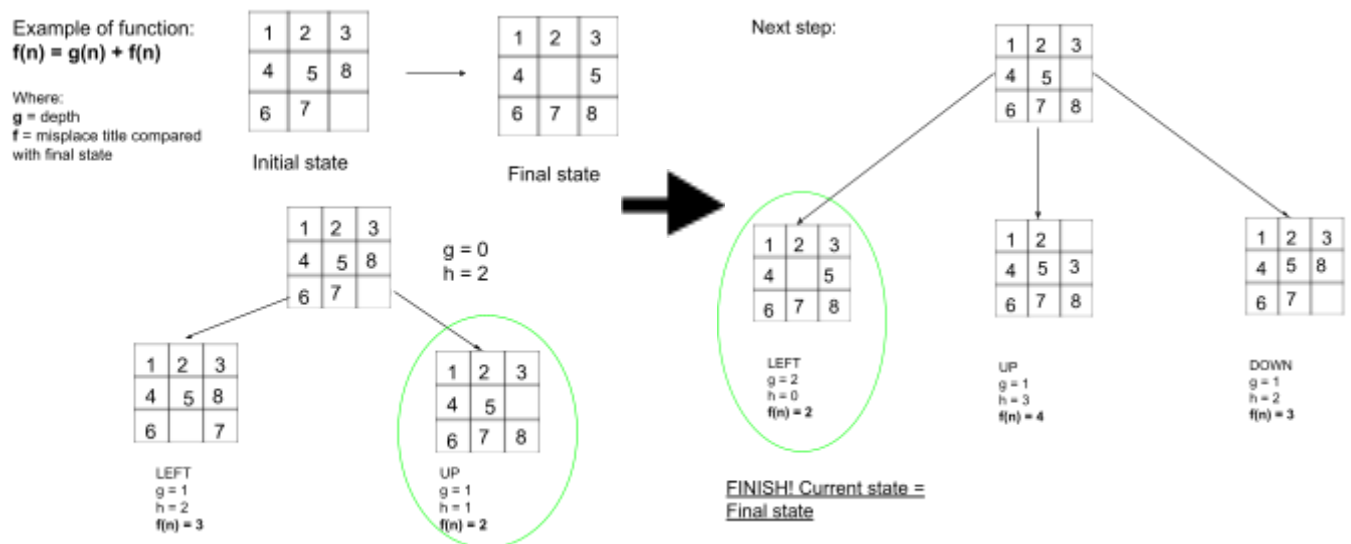 Example of function:
f(n) = g(n) + f(n)
Where:
g = depth
f = misplace title compared
with final state
1 2 3
4 5 8
6 7
Initial state
1 2 3
4 5
6 7 8
Final state
1 2 3
4 5 8
6 7
g = 0
h = 2
1 2 3
4 5 8
6 7
LEFT
g = 1
h = 2
f(n) = 3
1 2 3
4 5
6 7 8
UP
g = 1
h = 1
f(n) = 2
Next step:
1 2 3
4 5
6 7 8
1 2 3
4 5
6 7 8
LEFT
g = 2
h = 0
f(n) = 2
1 2
4 5 3
6 7 8
UP
g = 1
h = 3
f(n) = 4
1 2 3
4 5 8
6 7
DOWN
g = 1
h = 2
f(n) = 3
FINISH! Current state =
Final state